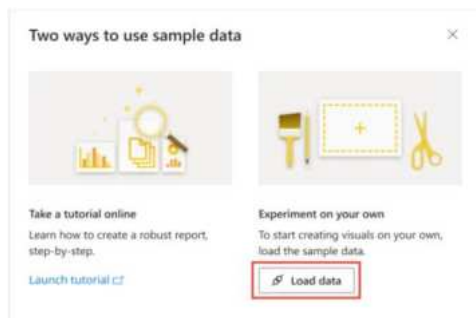 Two ways to use sample data
Take a tutorial online
Learn how to create a robust report,
step-by-step.
Launch tutorial
Experiment on your own
To start creating visuals on your own,
load the sample data.
Load data